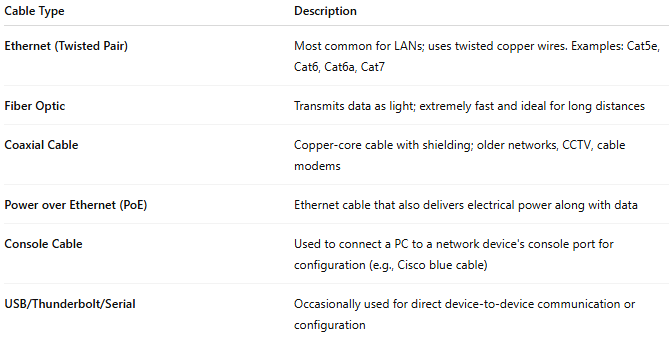 Cable Type Description
Ethernet (Twisted Pair) Most common for LANs; uses twisted copper wires. Examples: Cat5e,
Cat6, Cat6a, Cat7
Fiber Optic Transmits data as light; extremely fast and ideal for long distances
Coaxial Cable Copper-core cable with shielding; older networks, CCTV, cable
modems
Power over Ethernet (PoE) Ethernet cable that also delivers electrical power along with data
Console Cable Used to connect a PC to a network device's console port for
configuration (e.g., Cisco blue cable)
USB/Thunderbolt/Serial Occasionally used for direct device-to-device communication or
configuration